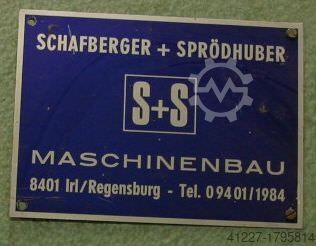 SCHAFBERGER + SPRÖDHUBER
S+S
MASCHINENBAU
8401 Irl/Regensburg - Tel. 09401/1984
41227-1795814